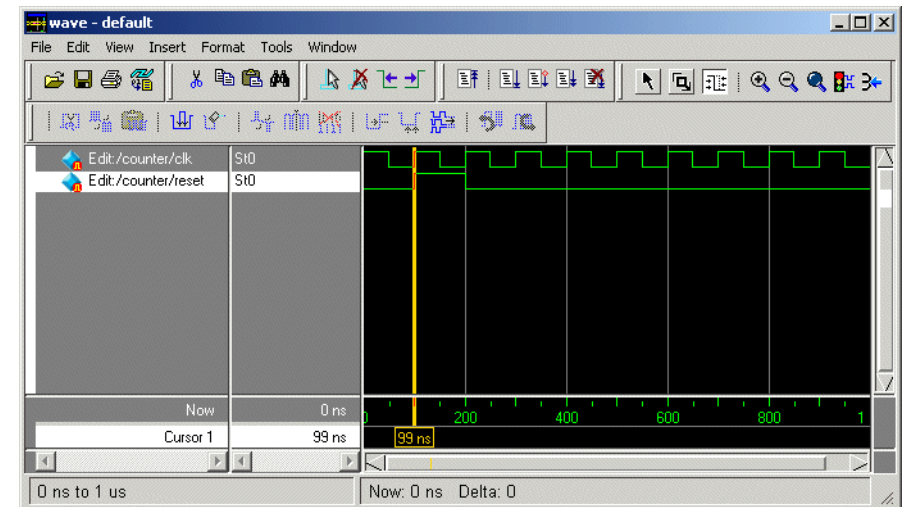 wave - default
File Edit View Insert Format Tools Window
Edit:/counter/clk St0
Edit:/counter/reset St0
Now 0 ns
200 400 600 800 1
Cursor 1 99 ns 99 ns
0 ns to 1 us Now: 0 ns Delta: 0